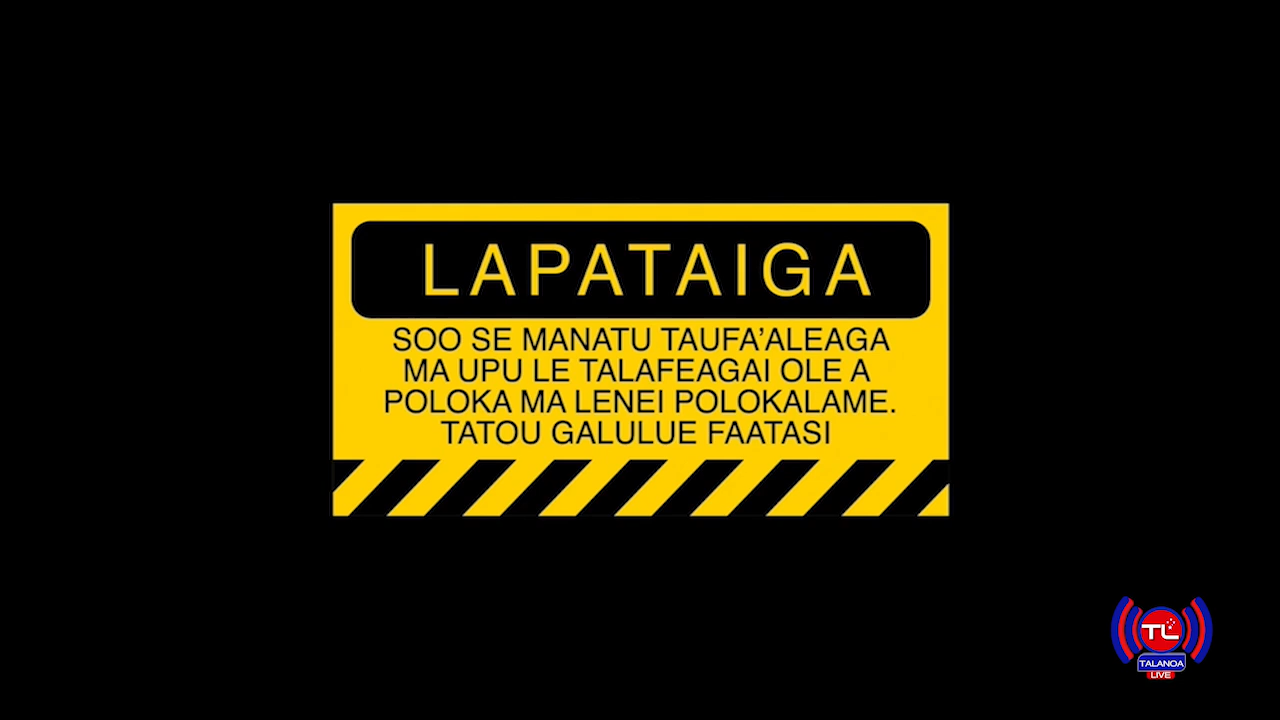 LAPATAIGA
SOO SE MANATU TAUFA’ALEAGA
MA UPU LE TALAFEAGAI OLE A
POLOKA MA LENEI POLOKALAME.
TATOU GALULUE FAATASI
TL
TALANOA
LIVE